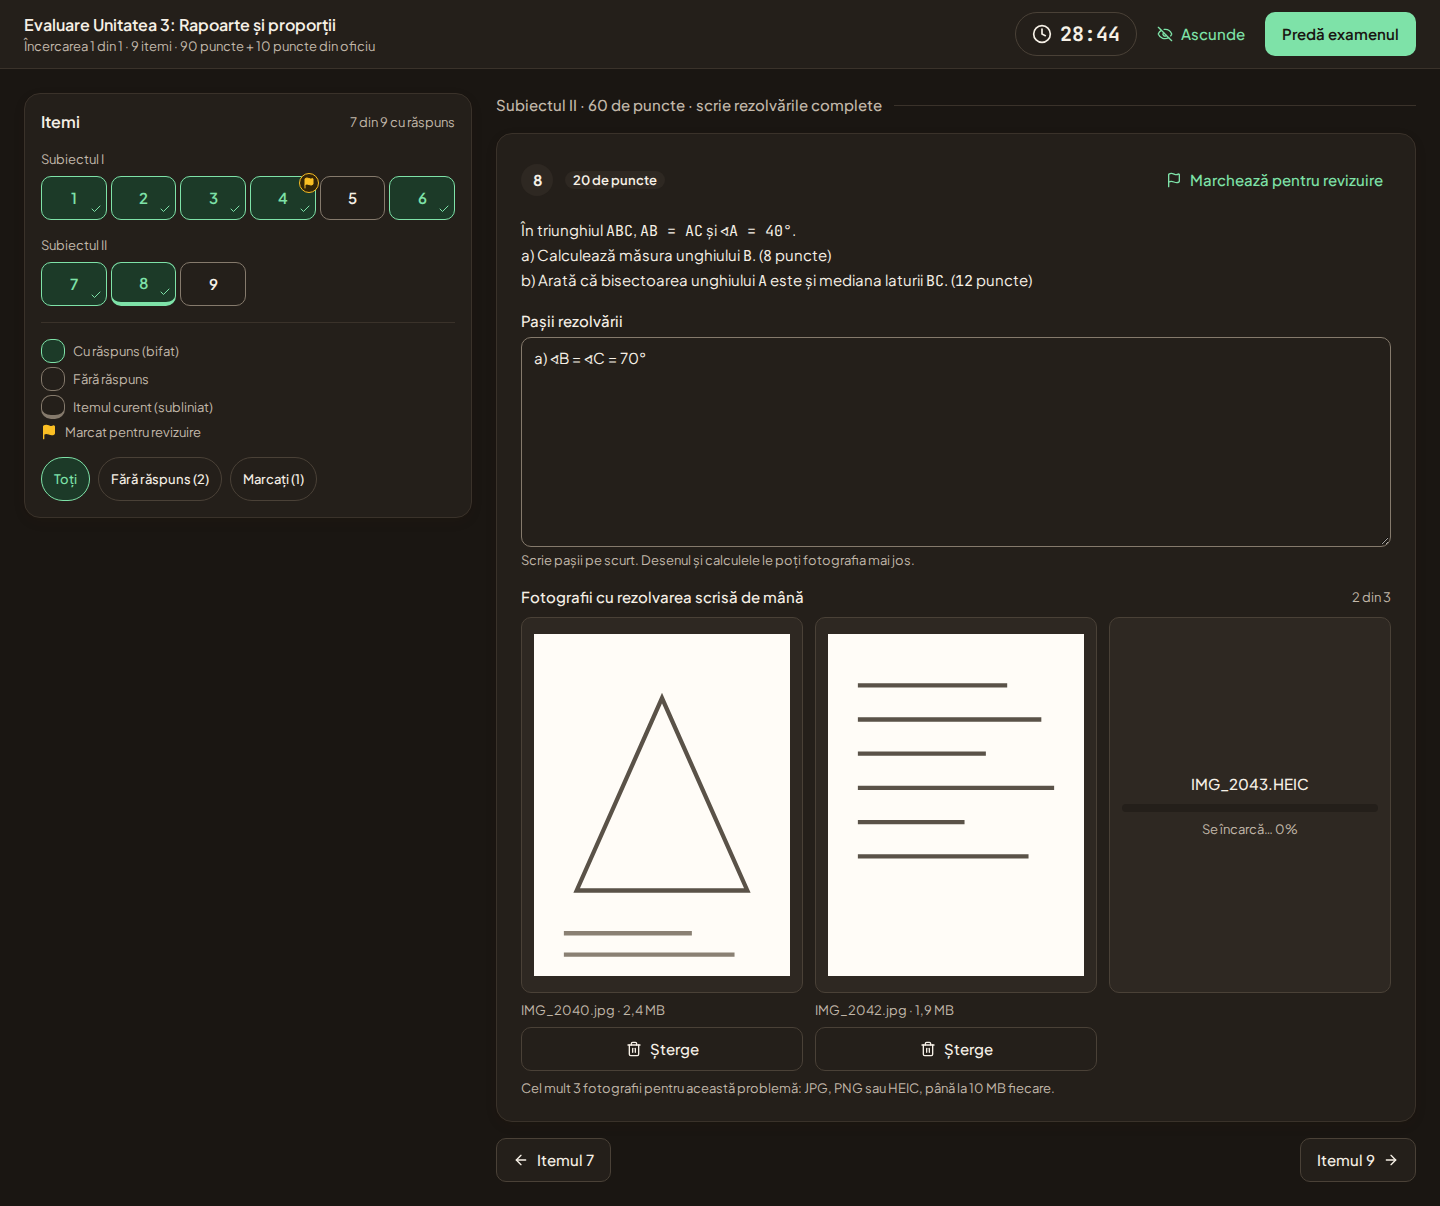 Evaluare Unitatea 3: Rapoarte și proporții
Încercarea 1 din 1 · 9 itemi · 90 puncte + 10 puncte din oficiu
28:44
Ascunde
Predă examenul
Itemi
7 din 9 cu răspuns
Subiectul I
1
2
3
4
5
6
Subiectul II
7
8
9
Cu răspuns (bifat)
Fără răspuns
Itemul curent (subliniat)
Marcat pentru revizuire
Toți
Fără răspuns (2)
Marcați (1)
Subiectul II · 60 de puncte · scrie rezolvările complete
8
20 de puncte
Marchează pentru revizuire
În triunghiul ABC, AB = AC și ∢A = 40°.
a) Calculează măsura unghiului B. (8 puncte)
b) Arată că bisectoarea unghiului A este și mediana laturii BC. (12 puncte)
Pașii rezolvării
a) ∢B = ∢C = 70°
Scrie pașii pe scurt. Desenul și calculele le poți fotografia mai jos.
Fotografii cu rezolvarea scrisă de mână
2 din 3
IMG_2043.HEIC
Se încarcă… 0%
IMG_2040.jpg · 2,4 MB
IMG_2042.jpg · 1,9 MB
Șterge
Șterge
Cel mult 3 fotografii pentru această problemă: JPG, PNG sau HEIC, până la 10 MB fiecare.
Itemul 7
Itemul 9